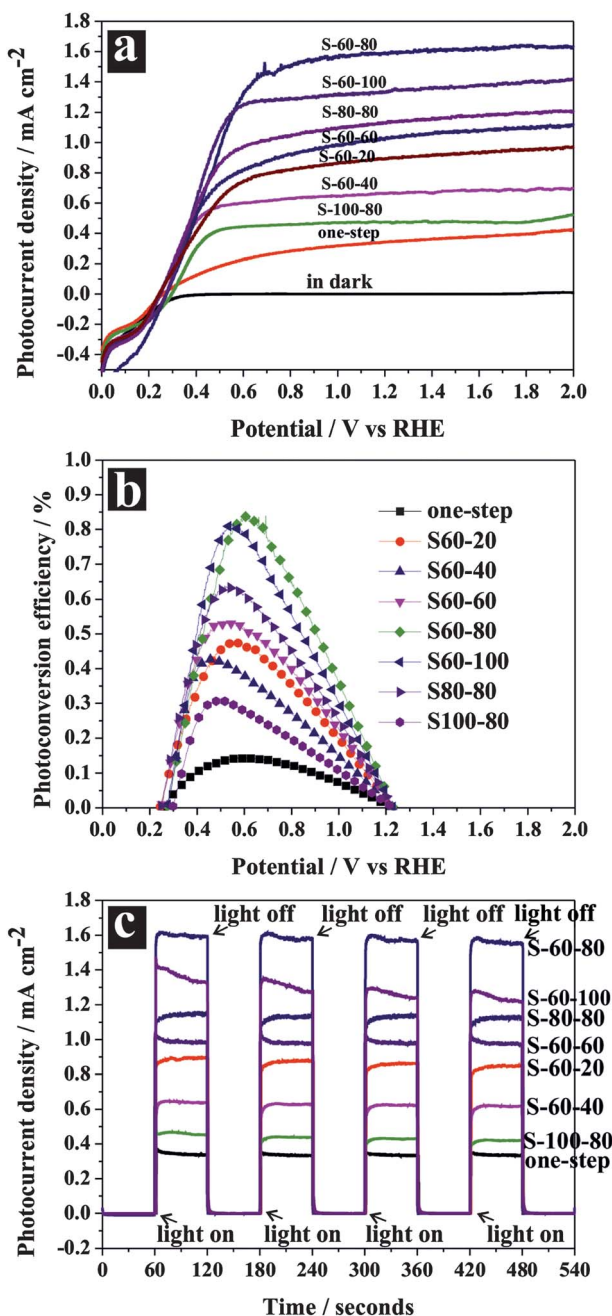 a
Photocurrent density / mA cm⁻²
1.8
1.6
1.4
1.2
1.0
0.8
0.6
0.4
0.2
0.0
-0.2
-0.4
S-60-80
S-60-100
S-80-80
S-60-60
S-60-20
S-60-40
S-100-80
one-step
in dark
0.0 0.2 0.4 0.6 0.8 1.0 1.2 1.4 1.6 1.8 2.0
Potential / V vs RHE
b
Photoconversion efficiency / %
1.0
0.9
0.8
0.7
0.6
0.5
0.4
0.3
0.2
0.1
0.0
one-step
S60-20
S60-40
S60-60
S60-80
S60-100
S80-80
S100-80
0.0 0.2 0.4 0.6 0.8 1.0 1.2 1.4 1.6 1.8 2.0
Potential / V vs RHE
c
Photocurrent density / mA cm⁻²
1.8
1.6
1.4
1.2
1.0
0.8
0.6
0.4
0.2
0.0
-0.2
light off light off light off light off
S-60-80
S-60-100
S-80-80
S-60-60
S-60-20
S-60-40
S-100-80
one-step
light on light on light on light on
0 60 120 180 240 300 360 420 480 540
Time / seconds